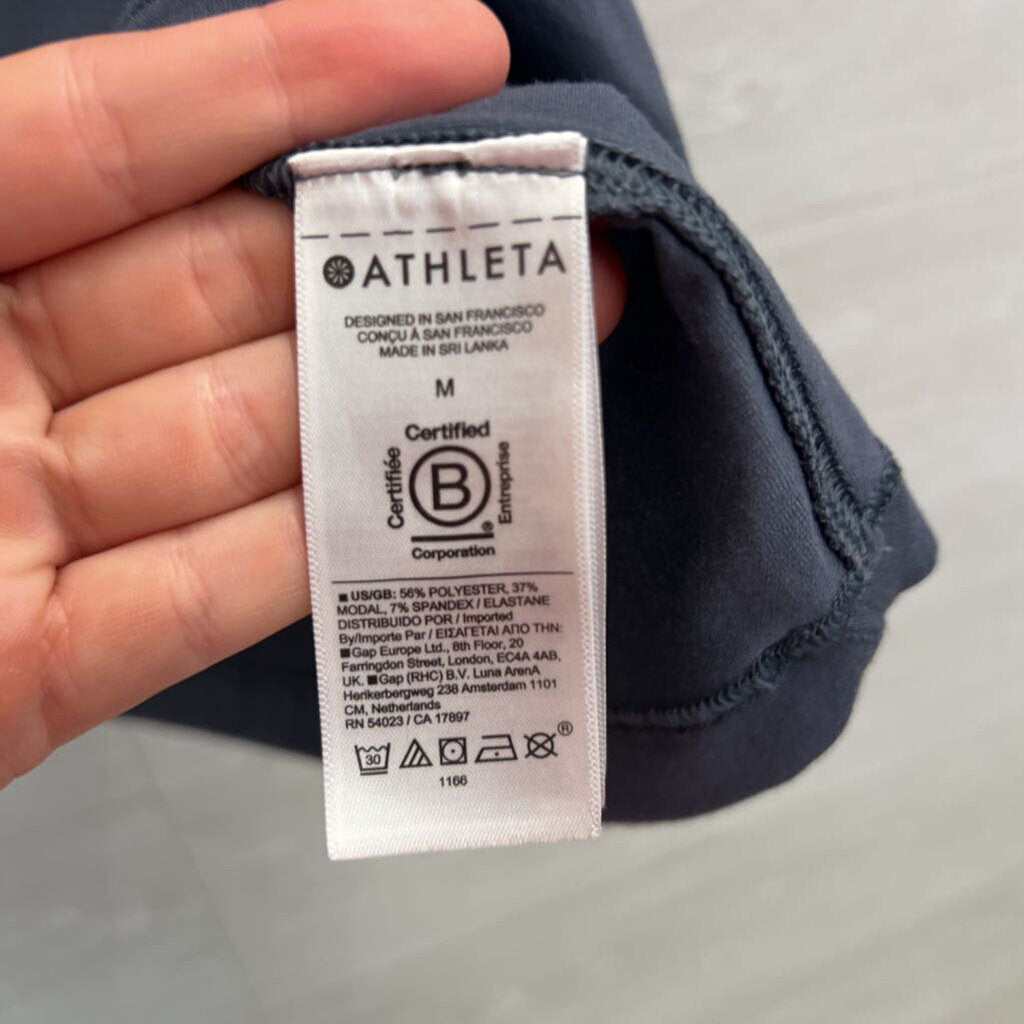 ATHLETA
DESIGNED IN SAN FRANCISCO
CONÇU À SAN FRANCISCO
MADE IN SRI LANKA
M
Certified
Certifiée
B
Entreprise
®
Corporation
■ US/GB: 56% POLYESTER, 37%
MODAL, 7% SPANDEX / ELASTANE
DISTRIBUIDO POR / Imported
By/Importe Par / ΕΙΣΑΓΕΤΑΙ ΑΠΟ ΤΗΝ:
■Gap Europe Ltd., 8th Floor, 20
Farringdon Street, London, EC4A 4AB,
UK. ■Gap (RHC) B.V. Luna ArenA
Herikerbergweg 238 Amsterdam 1101
CM, Netherlands
RN 54023 / CA 17897
30
®
1166